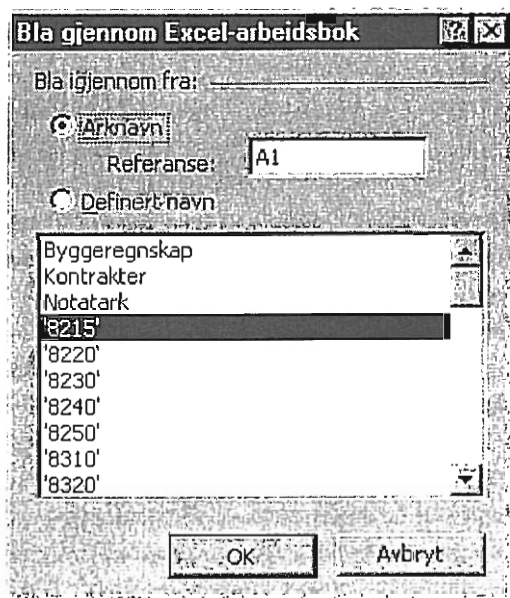 Bla gjennom Excel-arbeidsbok
Bla igjennom fra:
Arknavn
Referanse: A1
Definert navn
Byggeregnskap
Kontrakter
Notatark
'8215'
'8220'
'8230'
'8240'
'8250'
'8310'
'8320'
OK Avbryt